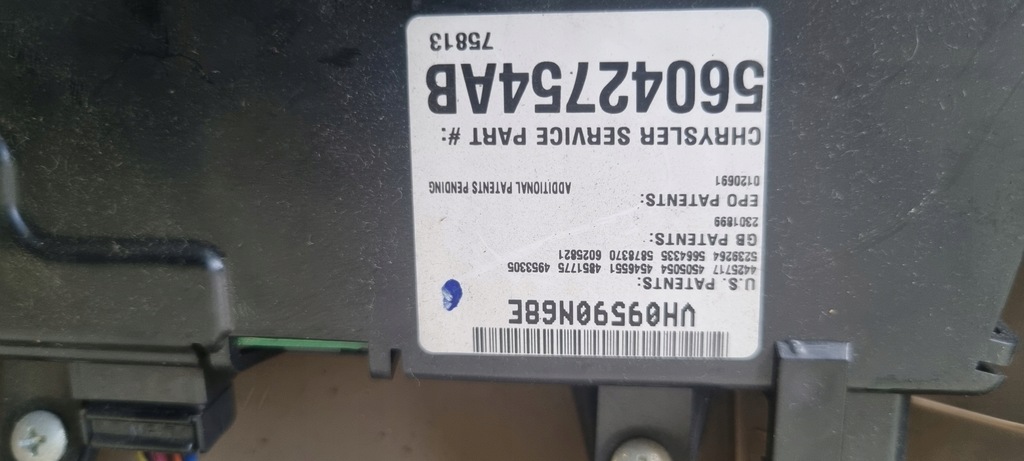 VH09590N68E
U.S. PATENTS:
4425717 4505054 4546551 4851775 4953305
5239264 5664335 5878370 6025821
GB PATENTS:
2301899
EPO PATENTS:
0120691 ADDITIONAL PATENTS PENDING
CHRYSLER SERVICE PART #:
56042754AB
75813